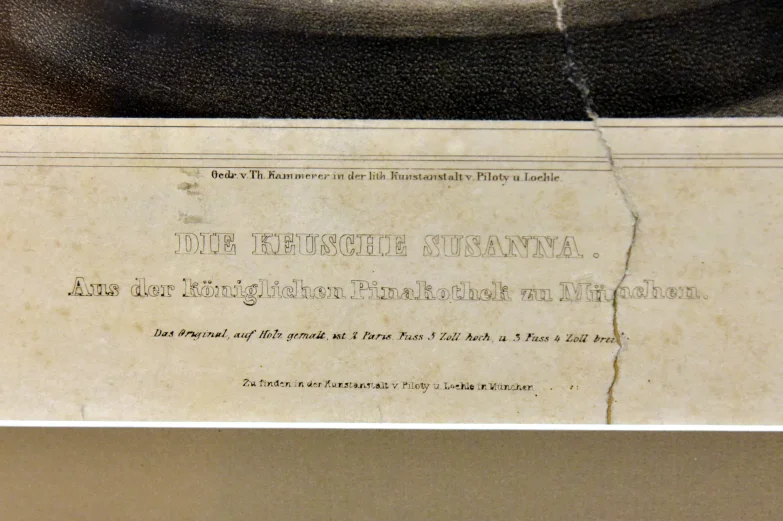 Gedr. v. Th. Kammerer in der lith. Kunstanstalt v. Piloty u. Loehle.
DIE KEUSCHE SUSANNA.
Aus der königlichen Pinakothek zu München.
Das Original, auf Holz gemalt, ist 2 Paris. Fuss 5 Zoll hoch, u. 3 Fuss 4 Zoll breit.
Zu finden in der Kunstanstalt v. Piloty u. Loehle in München.